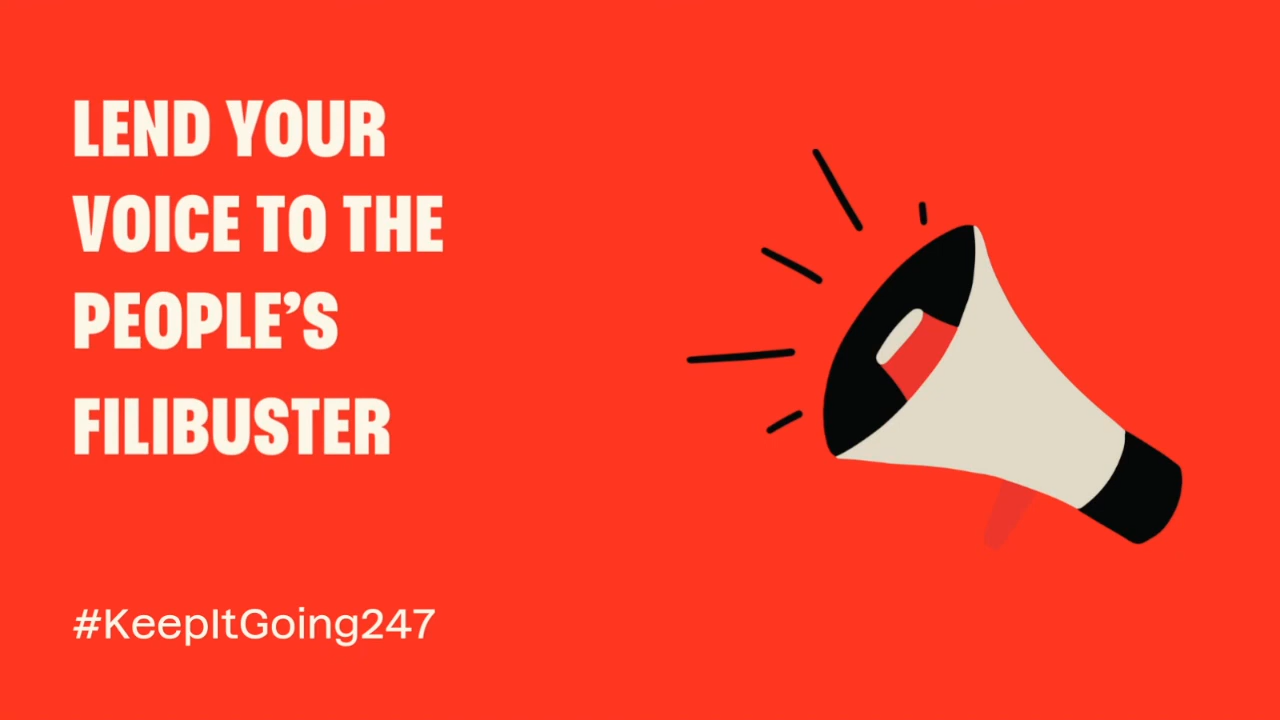 LEND YOUR
VOICE TO THE
PEOPLE’S
FILIBUSTER
#KeepItGoing247